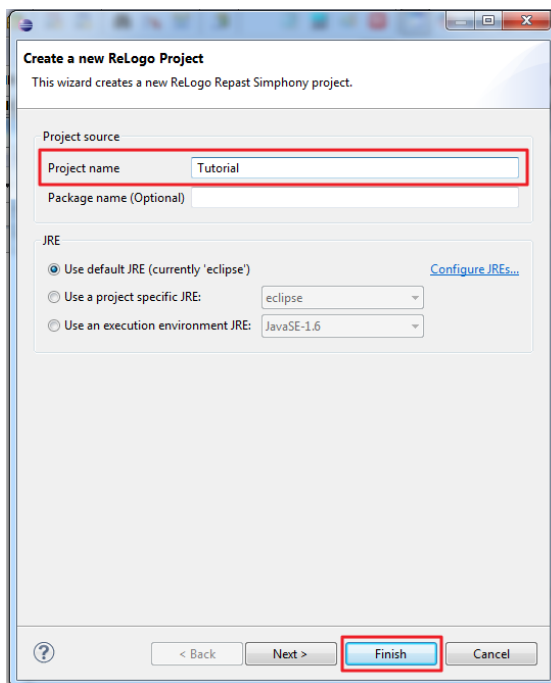 Create a new ReLogo Project
This wizard creates a new ReLogo Repast Simphony project.
Project source
Project name Tutorial
Package name (Optional)
JRE
Use default JRE (currently 'eclipse') Configure JREs...
Use a project specific JRE: eclipse
Use an execution environment JRE: JavaSE-1.6
? < Back Next > Finish Cancel